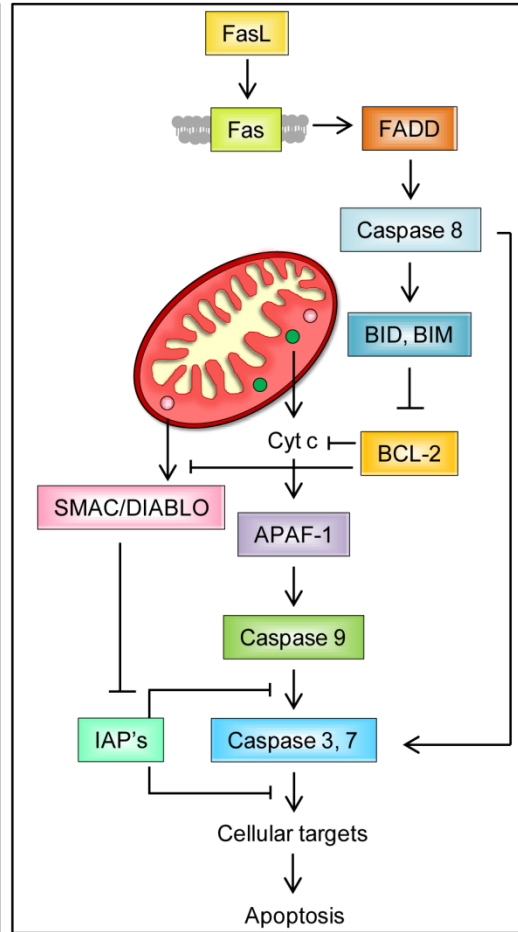 FasL
Fas
FADD
Caspase 8
BID, BIM
Cyt c
BCL-2
SMAC/DIABLO
APAF-1
Caspase 9
IAP's
Caspase 3, 7
Cellular targets
Apoptosis